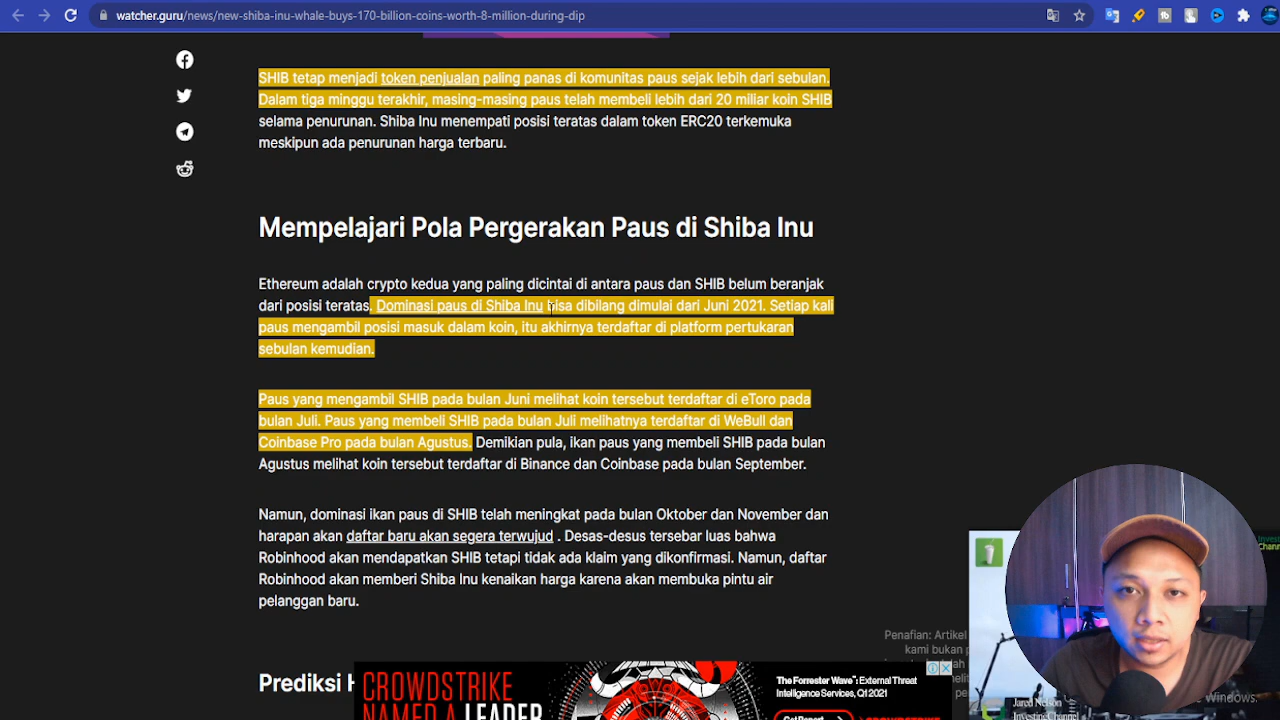 watcher.guru/news/new-shiba-inu-whale-buys-170-billion-coins-worth-8-million-during-dip
SHIB tetap menjadi token penjualan paling panas di komunitas paus sejak lebih dari sebulan.
Dalam tiga minggu terakhir, masing-masing paus telah membeli lebih dari 20 miliar koin SHIB
selama penurunan. Shiba Inu menempati posisi teratas dalam token ERC20 terkemuka
meskipun ada penurunan harga terbaru.
Mempelajari Pola Pergerakan Paus di Shiba Inu
Ethereum adalah crypto kedua yang paling dicintai di antara paus dan SHIB belum beranjak
dari posisi teratas. Dominasi paus di Shiba Inu bisa dibilang dimulai dari Juni 2021. Setiap kali
paus mengambil posisi masuk dalam koin, itu akhirnya terdaftar di platform pertukaran
sebulan kemudian.
Paus yang mengambil SHIB pada bulan Juni melihat koin tersebut terdaftar di eToro pada
bulan Juli. Paus yang membeli SHIB pada bulan Juli melihatnya terdaftar di WeBull dan
Coinbase Pro pada bulan Agustus. Demikian pula, ikan paus yang membeli SHIB pada bulan
Agustus melihat koin tersebut terdaftar di Binance dan Coinbase pada bulan September.
Namun, dominasi ikan paus di SHIB telah meningkat pada bulan Oktober dan November dan
harapan akan daftar baru akan segera terwujud . Desas-desus tersebar luas bahwa
Robinhood akan mendapatkan SHIB tetapi tidak ada klaim yang dikonfirmasi. Namun, daftar
Robinhood akan memberi Shiba Inu kenaikan harga karena akan membuka pintu air
pelanggan baru.
Penafian: Artikel
kami bukan
Prediksi
CROWDSTRIKE
NAMED A LEADER
The Forrester Wave™: External Threat
Intelligence Services, Q1 2021
Get Report
CROWDSTRIKE
Jared Nelson
InvestingChannel
Windows.